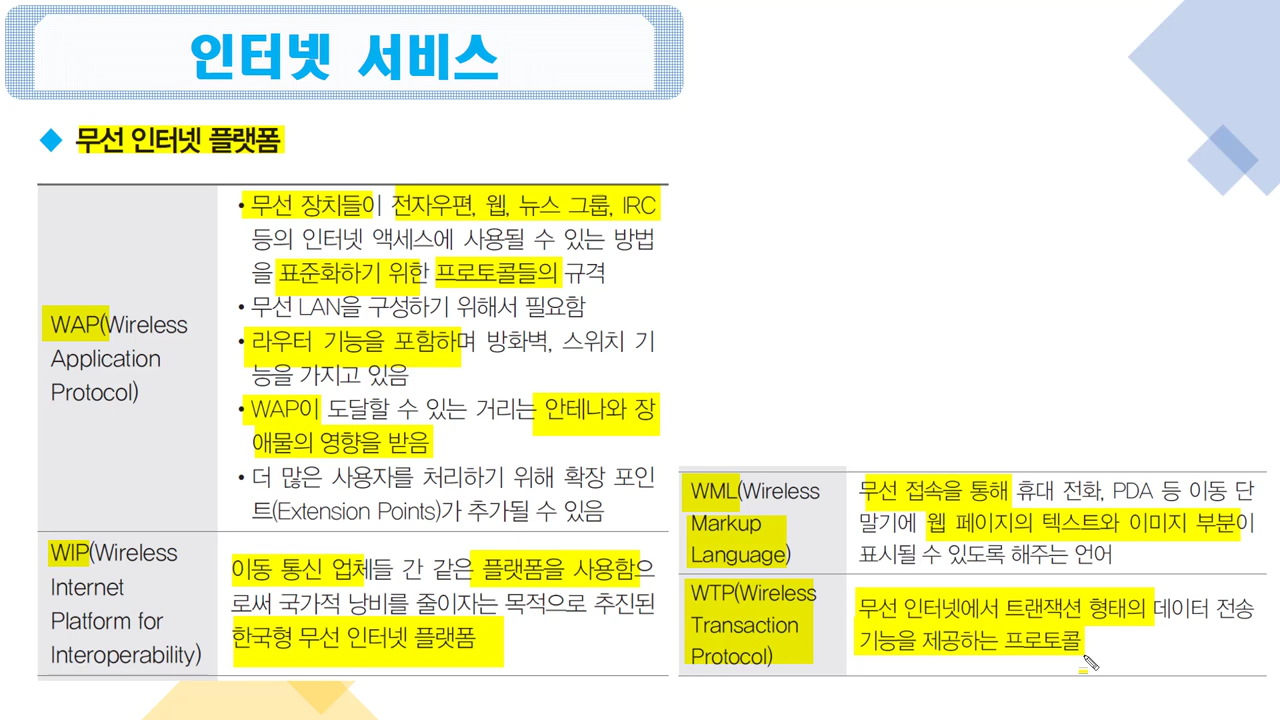 인터넷 서비스
◆ 무선 인터넷 플랫폼
WAP(Wireless
Application
Protocol)
• 무선 장치들이 전자우편, 웹, 뉴스 그룹, IRC
등의 인터넷 액세스에 사용될 수 있는 방법
을 표준화하기 위한 프로토콜들의 규격
• 무선 LAN을 구성하기 위해서 필요함
• 라우터 기능을 포함하며 방화벽, 스위치 기
능을 가지고 있음
• WAP이 도달할 수 있는 거리는 안테나와 장
애물의 영향을 받음
• 더 많은 사용자를 처리하기 위해 확장 포인
트(Extension Points)가 추가될 수 있음
WIP(Wireless
Internet
Platform for
Interoperability)
이동 통신 업체들 간 같은 플랫폼을 사용함으
로써 국가적 낭비를 줄이자는 목적으로 추진된
한국형 무선 인터넷 플랫폼
WML(Wireless
Markup
Language)
무선 접속을 통해 휴대 전화, PDA 등 이동 단
말기에 웹 페이지의 텍스트와 이미지 부분이
표시될 수 있도록 해주는 언어
WTP(Wireless
Transaction
Protocol)
무선 인터넷에서 트랜잭션 형태의 데이터 전송
기능을 제공하는 프로토콜